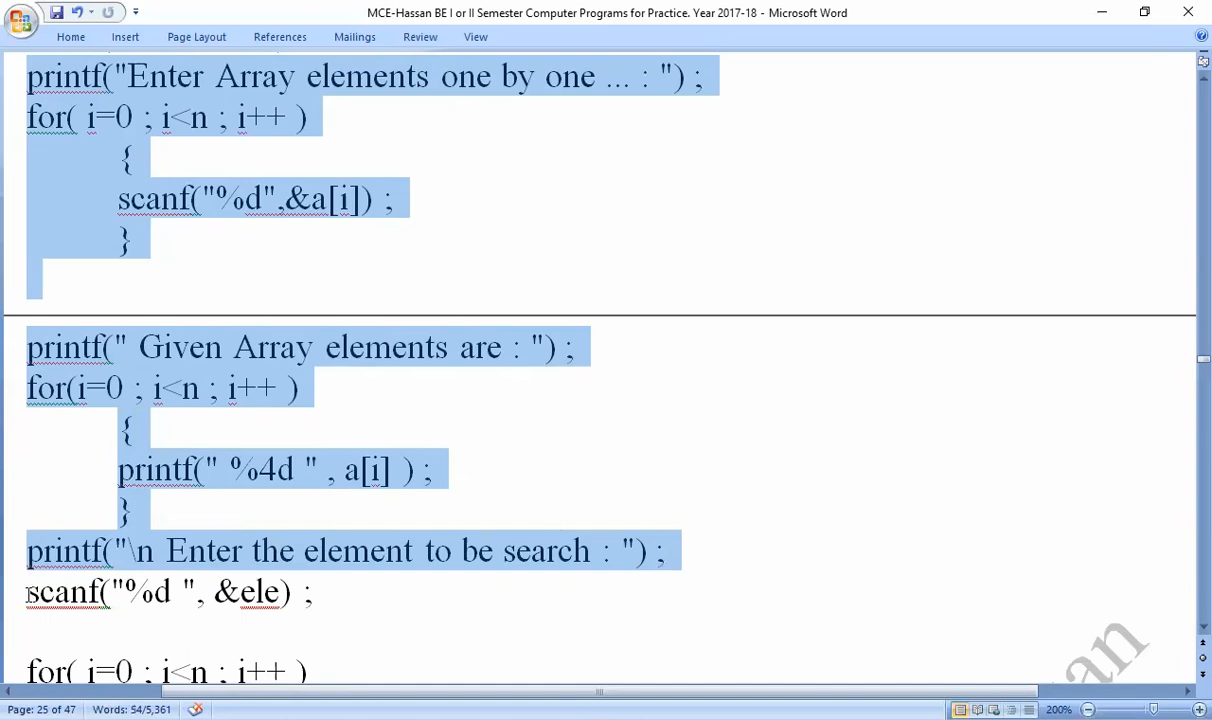 MCE-Hassan BE I or II Semester Computer Programs for Practice. Year 2017-18 - Microsoft Word
Home Insert Page Layout References Mailings Review View
printf("Enter Array elements one by one ... : ") ;
for( i=0 ; i<n ; i++ )
{
scanf("%d",&a[i]) ;
}
printf(" Given Array elements are : ") ;
for(i=0 ; i<n ; i++ )
{
printf(" %4d " , a[i] ) ;
}
printf("\n Enter the element to be search : ") ;
scanf("%d ", &ele) ;
for( i=0 ; i<n ; i++ )
Page: 25 of 47 Words: 54/5,361 200%